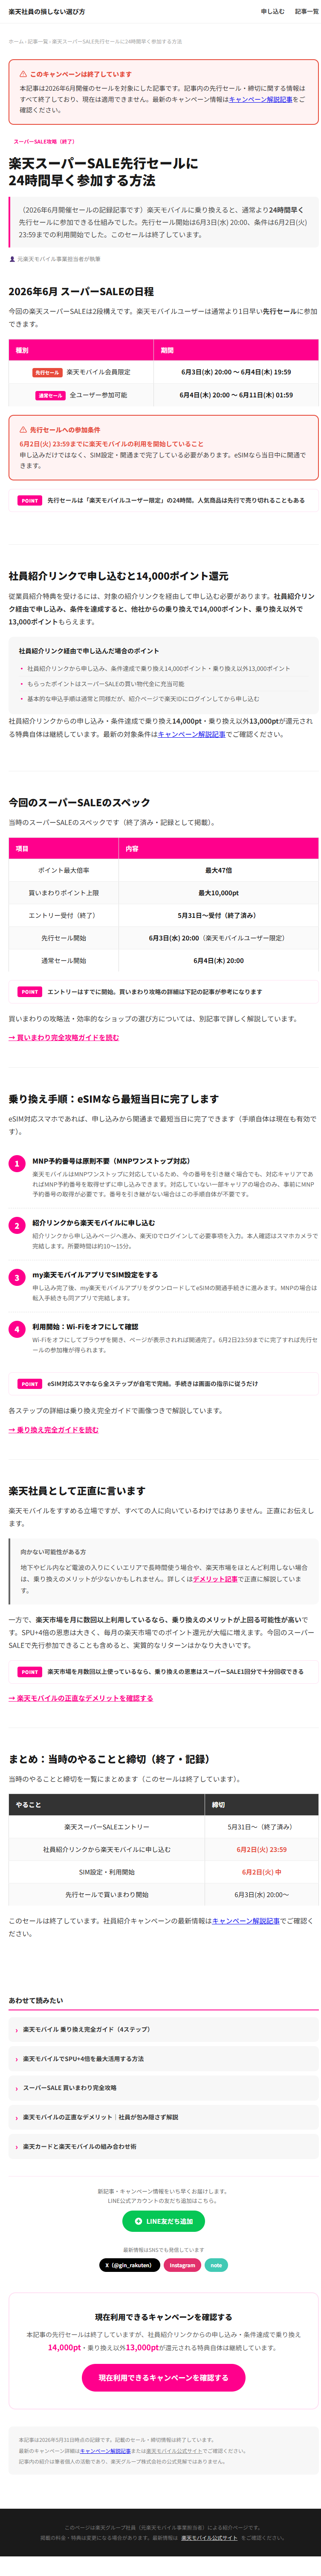 楽天社員の損しない選び方
申し込む 記事一覧
ホーム › 記事一覧 › 楽天スーパーSALE先行セールに24時間早く参加する方法
このキャンペーンは終了しています
本記事は2026年6月開催のセールを対象にした記事です。記事内の先行セール・締切に関する情報は
すべて終了しており、現在は適用できません。最新のキャンペーン情報はキャンペーン解説記事をご
確認ください。
スーパーSALE攻略（終了）
楽天スーパーSALE先行セールに
24時間早く参加する方法
（2026年6月開催セールの記録記事です）楽天モバイルに乗り換えると、通常より24時間早く
先行セールに参加できる仕組みでした。先行セール開始は6月3日(水) 20:00、条件は6月2日(火)
23:59までの利用開始でした。このセールは終了しています。
元楽天モバイル事業担当者が執筆
2026年6月 スーパーSALEの日程
今回の楽天スーパーSALEは2段構えです。楽天モバイルユーザーは通常より1日早い先行セールに参加
できます。
種別 期間
先行セール 楽天モバイル会員限定 6月3日(水) 20:00 〜 6月4日(木) 19:59
通常セール 全ユーザー参加可能 6月4日(木) 20:00 〜 6月11日(木) 01:59
先行セールへの参加条件
6月2日(火) 23:59までに楽天モバイルの利用を開始していること
申し込みだけではなく、SIM設定・開通まで完了している必要があります。eSIMなら当日中に開通で
きます。
POINT 先行セールは「楽天モバイルユーザー限定」の24時間。人気商品は先行で売り切れることもある
社員紹介リンクで申し込むと14,000ポイント還元
従業員紹介特典を受けるには、対象の紹介リンクを経由して申し込む必要があります。社員紹介リン
ク経由で申し込み、条件を達成すると、他社からの乗り換えで14,000ポイント、乗り換え以外で
13,000ポイントもらえます。
社員紹介リンク経由で申し込んだ場合のポイント
• 社員紹介リンクから申し込み、条件達成で乗り換え14,000ポイント・乗り換え以外13,000ポイント
• もらったポイントはスーパーSALEの買い物代金に充当可能
• 基本的な申込手順は通常と同様だが、紹介ページで楽天IDにログインしてから申し込む
社員紹介リンクからの申し込み・条件達成で乗り換え14,000pt・乗り換え以外13,000ptが還元され
る特典自体は継続しています。最新の対象条件はキャンペーン解説記事でご確認ください。
今回のスーパーSALEのスペック
当時のスーパーSALEのスペックです（終了済み・記録として掲載）。
項目 内容
ポイント最大倍率 最大47倍
買いまわりポイント上限 最大10,000pt
エントリー受付（終了） 5月31日〜受付（終了済み）
先行セール開始 6月3日(水) 20:00（楽天モバイルユーザー限定）
通常セール開始 6月4日(木) 20:00
POINT エントリーはすでに開始。買いまわり攻略の詳細は下記の記事が参考になります
買いまわりの攻略法・効率的なショップの選び方については、別記事で詳しく解説しています。
→ 買いまわり完全攻略ガイドを読む
乗り換え手順：eSIMなら最短当日に完了します
eSIM対応スマホであれば、申し込みから開通まで最短当日に完了できます（手順自体は現在も有効で
す）。
1 MNP予約番号は原則不要（MNPワンストップ対応）
楽天モバイルはMNPワンストップに対応しているため、今の番号を引き継ぐ場合でも、対応キャリアであ
ればMNP予約番号を取得せずに申し込みできます。対応していない一部キャリアの場合のみ、事前にMNP
予約番号の取得が必要です。番号を引き継がない場合はこの手順自体が不要です。
2 紹介リンクから楽天モバイルに申し込む
紹介リンクから申し込みページへ進み、楽天IDでログインして必要事項を入力。本人確認はスマホカメラで
完結します。所要時間は約10〜15分。
3 my楽天モバイルアプリでSIM設定をする
申し込み完了後、my楽天モバイルアプリをダウンロードしてeSIMの開通手続きに進みます。MNPの場合は
転入手続きも同アプリで完結します。
4 利用開始：Wi-Fiをオフにして確認
Wi-Fiをオフにしてブラウザを開き、ページが表示されれば開通完了。6月2日23:59までに完了すれば先行セ
ールの参加権が得られます。
POINT eSIM対応スマホなら全ステップが自宅で完結。手続きは画面の指示に従うだけ
各ステップの詳細は乗り換え完全ガイドで画像つきで解説しています。
→ 乗り換え完全ガイドを読む
楽天社員として正直に言います
楽天モバイルをすすめる立場ですが、すべての人に向いているわけではありません。正直にお伝えし
ます。
向かない可能性がある方
地下やビル内など電波の入りにくいエリアで長時間使う場合や、楽天市場をほとんど利用しない場合
は、乗り換えのメリットが少ないかもしれません。詳しくはデメリット記事で正直に解説していま
す。
一方で、楽天市場を月に数回以上利用しているなら、乗り換えのメリットが上回る可能性が高いで
す。SPU+4倍の恩恵は大きく、毎月の楽天市場でのポイント還元が大幅に増えます。今回のスーパー
SALEで先行参加できることも含めると、実質的なリターンはかなり大きいです。
POINT 楽天市場を月数回以上使っているなら、乗り換えの恩恵はスーパーSALE1回分で十分回収できる
→ 楽天モバイルの正直なデメリットを確認する
まとめ：当時のやることと締切（終了・記録）
当時のやることと締切を一覧にまとめます（このセールは終了しています）。
やること 締切
楽天スーパーSALEエントリー 5月31日〜（終了済み）
社員紹介リンクから楽天モバイルに申し込む 6月2日(火) 23:59
SIM設定・利用開始 6月2日(火) 中
先行セールで買いまわり開始 6月3日(水) 20:00〜
このセールは終了しています。社員紹介キャンペーンの最新情報はキャンペーン解説記事でご確認く
ださい。
あわせて読みたい
› 楽天モバイル 乗り換え完全ガイド（4ステップ）
› 楽天モバイルでSPU+4倍を最大活用する方法
› スーパーSALE 買いまわり完全攻略
› 楽天モバイルの正直なデメリット｜社員が包み隠さず解説
› 楽天カードと楽天モバイルの組み合わせ術
新記事・キャンペーン情報をいち早くお届けします。
LINE公式アカウントの友だち追加はこちら。
LINE友だち追加
最新情報はSNSでも発信しています
X（@gin_rakuten） Instagram note
現在利用できるキャンペーンを確認する
本記事の先行セールは終了していますが、社員紹介リンクからの申し込み・条件達成で乗り換え
14,000pt・乗り換え以外13,000ptが還元される特典自体は継続しています。
現在利用できるキャンペーンを確認する
本記事は2026年5月31日時点の記録です。記載のセール・締切情報は終了しています。
最新のキャンペーン詳細はキャンペーン解説記事または楽天モバイル公式サイトでご確認ください。
記事内の紹介は筆者個人の活動であり、楽天グループ株式会社の公式見解ではありません。
このページは楽天グループ社員（元楽天モバイル事業担当者）による紹介ページです。
掲載の料金・特典は変更になる場合があります。最新情報は 楽天モバイル公式サイト をご確認ください。